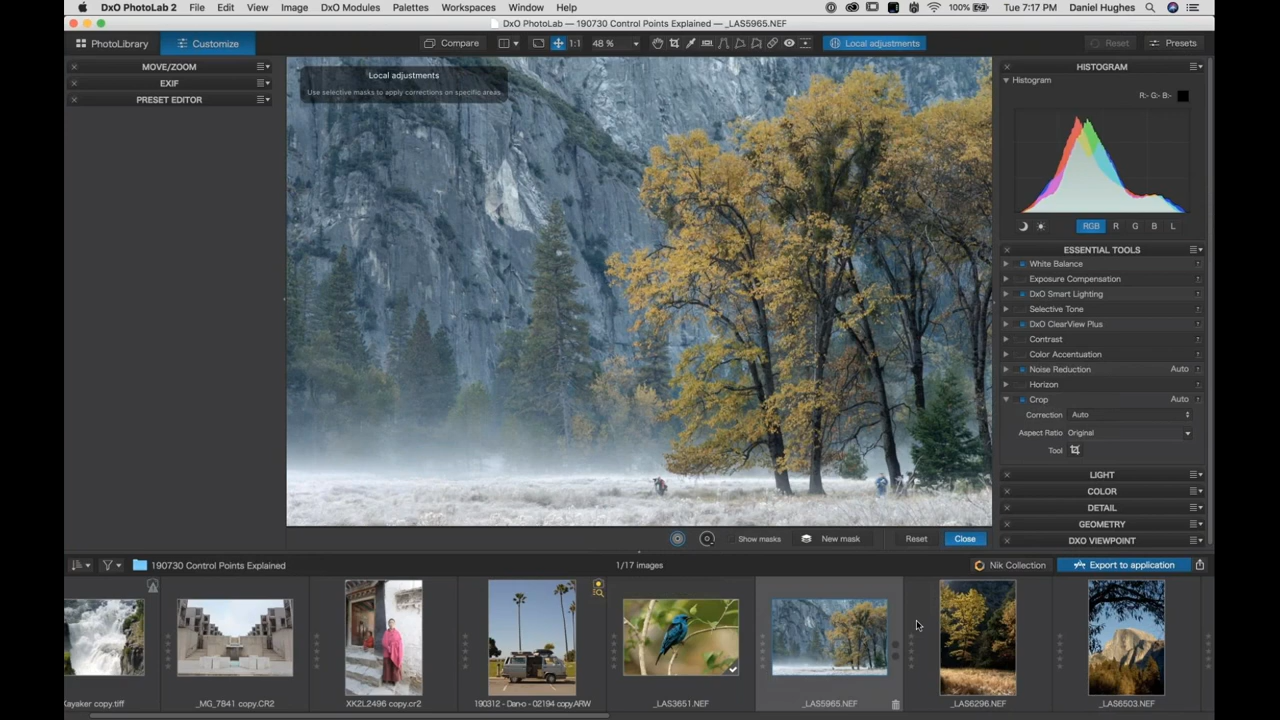 DxO PhotoLab 2 File Edit View Image DxO Modules Palettes Workspaces Window Help 100% Tue 7:17 PM Daniel Hughes
DxO PhotoLab — 190730 Control Points Explained — _LAS5965.NEF
PhotoLibrary Customize Compare 1:1 48 % Local adjustments Reset Presets
MOVE/ZOOM
EXIF
PRESET EDITOR
Local adjustments
Use selective masks to apply corrections on specific areas
HISTOGRAM
Histogram
R:- G:- B:-
RGB R G B L
ESSENTIAL TOOLS
White Balance
Exposure Compensation
DxO Smart Lighting
Selective Tone
DxO ClearView Plus
Contrast
Color Accentuation
Noise Reduction Auto
Horizon
Crop Auto
Correction Auto
Aspect Ratio Original
Tool
LIGHT
COLOR
DETAIL
GEOMETRY
DXO VIEWPOINT
Show masks New mask Reset Close
190730 Control Points Explained 1/17 images Nik Collection Export to application
Kayaker copy.tiff _MG_7841 copy.CR2 XK2L2496 copy.cr2 190312 - Dan-o - 02194 copy.ARW _LAS3651.NEF _LAS5965.NEF _LAS6296.NEF _LAS6503.NEF